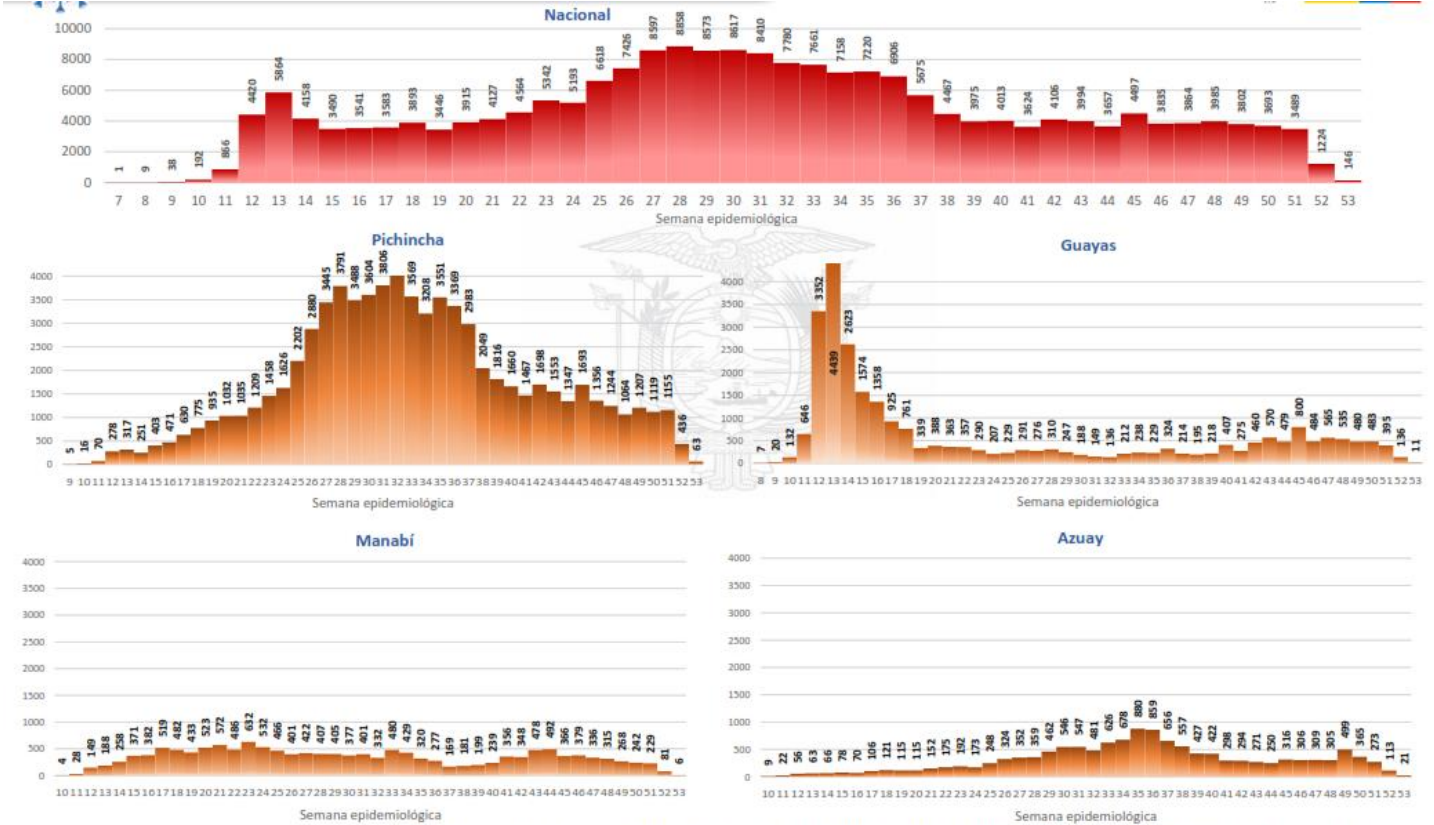 Nacional
10000
8000
6000
4000
2000
0
1 9 38 192 866 4420 5864 4158 3490 3541 3583 3893 3446 3915 4127 4564 5342 5193 6618 7426 8597 8858 8573 8617 8410 7780 7661 7158 7220 6906 5675 4467 3975 4013 3624 4106 3994 3657 4497 3835 3864 3985 3802 3693 3489 1224 146
7 8 9 10 11 12 13 14 15 16 17 18 19 20 21 22 23 24 25 26 27 28 29 30 31 32 33 34 35 36 37 38 39 40 41 42 43 44 45 46 47 48 49 50 51 52 53
Semana epidemiológica
Pichincha
4000
3500
3000
2500
2000
1500
1000
500
0
5 16 70 278 317 251 403 471 630 775 935 1032 1035 1209 1458 1626 2202 2880 3445 3791 3488 3604 3806 3569 3208 3551 3369 2983 2049 1816 1660 1467 1698 1553 1347 1693 1356 1244 1064 1207 1119 1155 436 63
9 10 11 12 13 14 15 16 17 18 19 20 21 22 23 24 25 26 27 28 29 30 31 32 33 34 35 36 37 38 39 40 41 42 43 44 45 46 47 48 49 50 51 52 53
Semana epidemiológica
Guayas
4000
3500
3000
2500
2000
1500
1000
500
0
7 20 132 646 3352 4439 2623 1574 1358 925 761 339 388 363 357 290 207 229 291 276 310 247 188 149 136 212 238 229 324 214 195 218 407 275 460 570 479 800 484 565 535 480 483 395 136 11
8 9 10 11 12 13 14 15 16 17 18 19 20 21 22 23 24 25 26 27 28 29 30 31 32 33 34 35 36 37 38 39 40 41 42 43 44 45 46 47 48 49 50 51 52 53
Semana epidemiológica
Manabí
4000
3500
3000
2500
2000
1500
1000
500
0
4 28 149 188 258 371 382 519 482 433 523 572 486 632 532 466 401 422 407 405 377 401 332 480 429 320 277 169 181 199 239 356 348 478 492 366 379 336 315 268 242 229 81 6
10 11 12 13 14 15 16 17 18 19 20 21 22 23 24 25 26 27 28 29 30 31 32 33 34 35 36 37 38 39 40 41 42 43 44 45 46 47 48 49 50 51 52 53
Semana epidemiológica
Azuay
4000
3500
3000
2500
2000
1500
1000
500
0
9 22 56 63 66 78 70 106 121 115 115 152 175 192 173 248 324 352 359 462 546 547 481 626 678 880 859 656 557 427 422 298 294 271 250 316 306 309 305 499 365 273 113 21
10 11 12 13 14 15 16 17 18 19 20 21 22 23 24 25 26 27 28 29 30 31 32 33 34 35 36 37 38 39 40 41 42 43 44 45 46 47 48 49 50 51 52 53
Semana epidemiológica